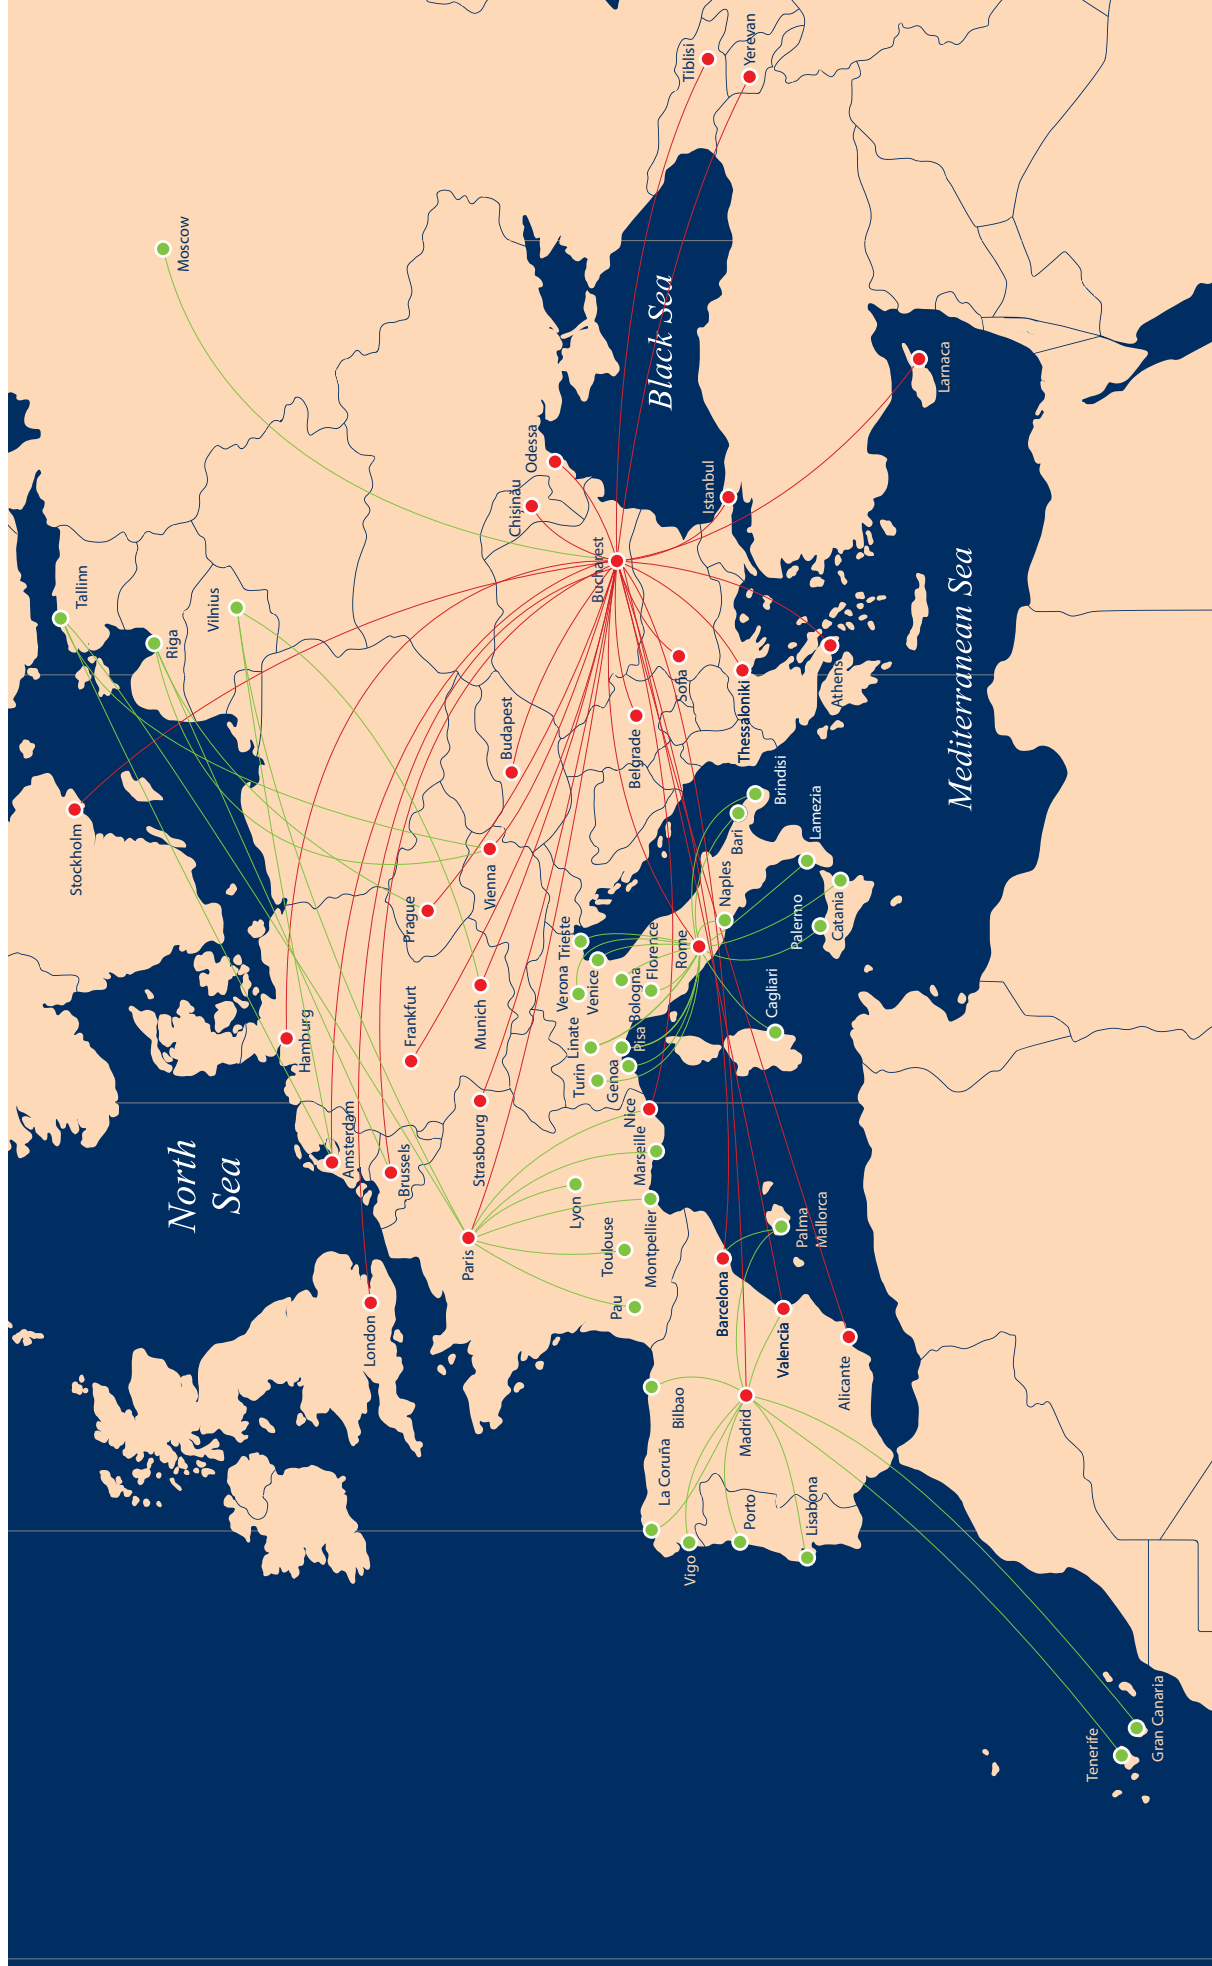 Moscow
Tallinn
Riga
Vilnius
Stockholm
North
Sea
Hamburg
Amsterdam
Brussels
London
Prague
Frankfurt
Vienna
Munich
Strasbourg
Paris
Budapest
Chișinău
Odessa
Bucharest
Tiblisi
Yereyan
Black Sea
Istanbul
Larnaca
Belgrade
Sofia
Thessaloniki
Athens
Mediterranean Sea
Trieste
Verona
Venice
Linate
Turin
Bologna
Florence
Pisa
Genoa
Rome
Naples
Bari
Brindisi
Lamezia
Palermo
Catania
Cagliari
Nice
Marseille
Lyon
Montpellier
Toulouse
Pau
Barcelona
Palma
Mallorca
Valencia
Alicante
Bilbao
Madrid
La Coruña
Vigo
Porto
Lisabona
Tenerife
Gran Canaria